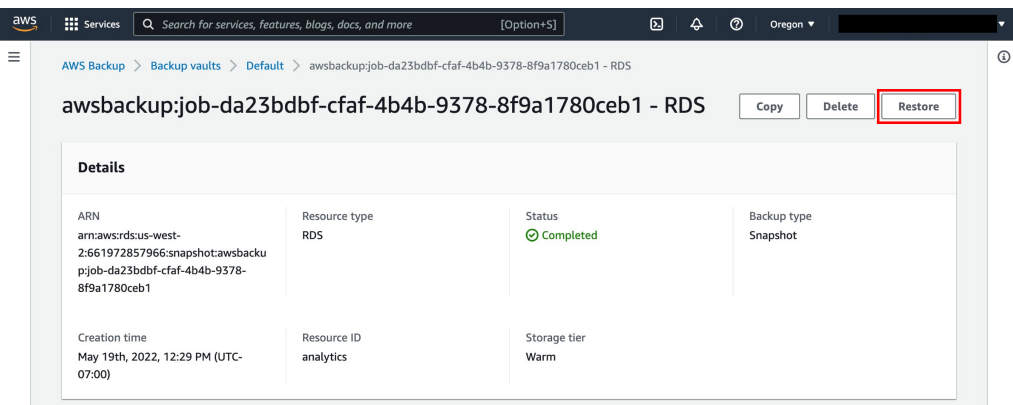 aws Services Search for services, features, blogs, docs, and more [Option+S] Oregon ▼
AWS Backup > Backup vaults > Default > awsbackup:job-da23bdbf-cfaf-4b4b-9378-8f9a1780ceb1 - RDS
awsbackup:job-da23bdbf-cfaf-4b4b-9378-8f9a1780ceb1 - RDS Copy Delete Restore
Details
ARN
arn:aws:rds:us-west-
2:661972857966:snapshot:awsbacku
p:job-da23bdbf-cfaf-4b4b-9378-
8f9a1780ceb1
Resource type
RDS
Status
Completed
Backup type
Snapshot
Creation time
May 19th, 2022, 12:29 PM (UTC-
07:00)
Resource ID
analytics
Storage tier
Warm